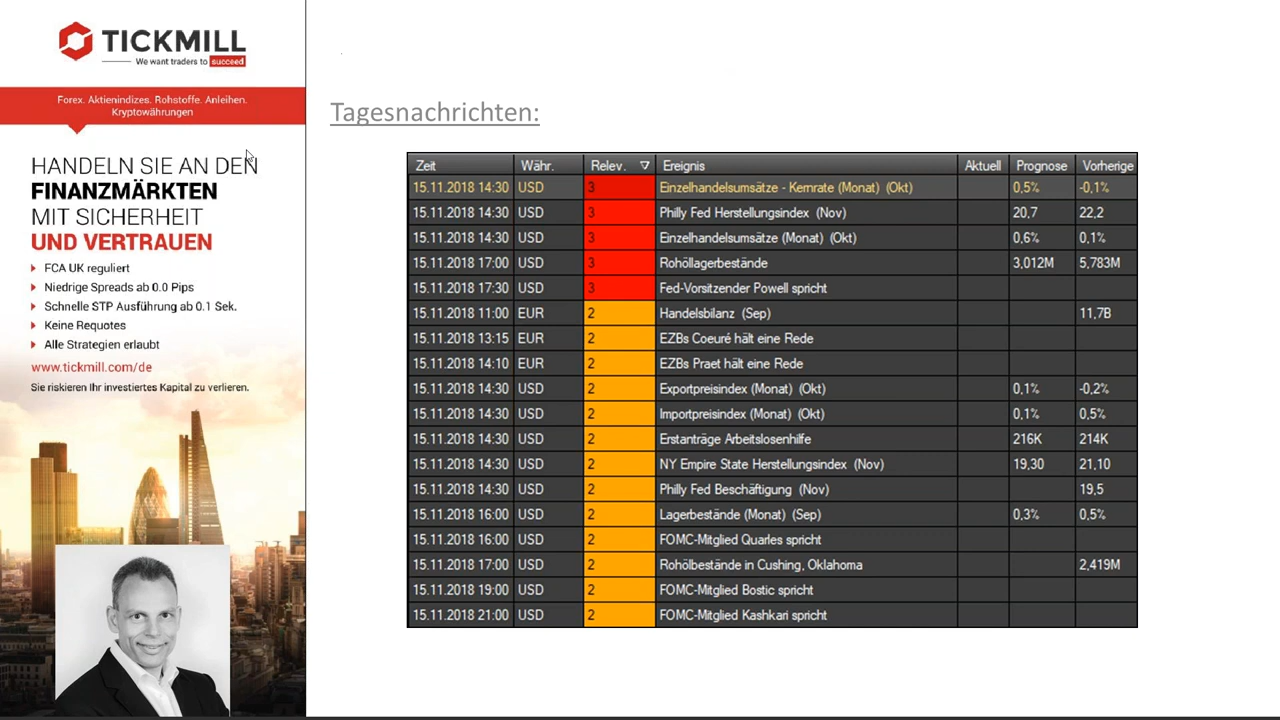 TICKMILL
We want traders to succeed
Forex. Aktienindizes. Rohstoffe. Anleihen.
Kryptowährungen
HANDELN SIE AN DEN
FINANZMÄRKTEN
MIT SICHERHEIT
UND VERTRAUEN
FCA UK reguliert
Niedrige Spreads ab 0.0 Pips
Schnelle STP Ausführung ab 0.1 Sek.
Keine Requotes
Alle Strategien erlaubt
www.tickmill.com/de
Sie riskieren Ihr investiertes Kapital zu verlieren.
Tagesnachrichten:
Zeit Währ. Relev. Ereignis Aktuell Prognose Vorherige
15.11.2018 14:30 USD 3 Einzelhandelsumsätze - Kernrate (Monat) (Okt) 0,5% -0,1%
15.11.2018 14:30 USD 3 Philly Fed Herstellungsindex (Nov) 20,7 22,2
15.11.2018 14:30 USD 3 Einzelhandelsumsätze (Monat) (Okt) 0,6% 0,1%
15.11.2018 17:00 USD 3 Rohöllagerbestände 3,012M 5,783M
15.11.2018 17:30 USD 3 Fed-Vorsitzender Powell spricht
15.11.2018 11:00 EUR 2 Handelsbilanz (Sep) 11,7B
15.11.2018 13:15 EUR 2 EZBs Coeuré hält eine Rede
15.11.2018 14:10 EUR 2 EZBs Praet hält eine Rede
15.11.2018 14:30 USD 2 Exportpreisindex (Monat) (Okt) 0,1% -0,2%
15.11.2018 14:30 USD 2 Importpreisindex (Monat) (Okt) 0,1% 0,5%
15.11.2018 14:30 USD 2 Erstanträge Arbeitslosenhilfe 216K 214K
15.11.2018 14:30 USD 2 NY Empire State Herstellungsindex (Nov) 19,30 21,10
15.11.2018 14:30 USD 2 Philly Fed Beschäftigung (Nov) 19,5
15.11.2018 16:00 USD 2 Lagerbestände (Monat) (Sep) 0,3% 0,5%
15.11.2018 16:00 USD 2 FOMC-Mitglied Quarles spricht
15.11.2018 17:00 USD 2 Rohölbestände in Cushing, Oklahoma 2,419M
15.11.2018 19:00 USD 2 FOMC-Mitglied Bostic spricht
15.11.2018 21:00 USD 2 FOMC-Mitglied Kashkari spricht